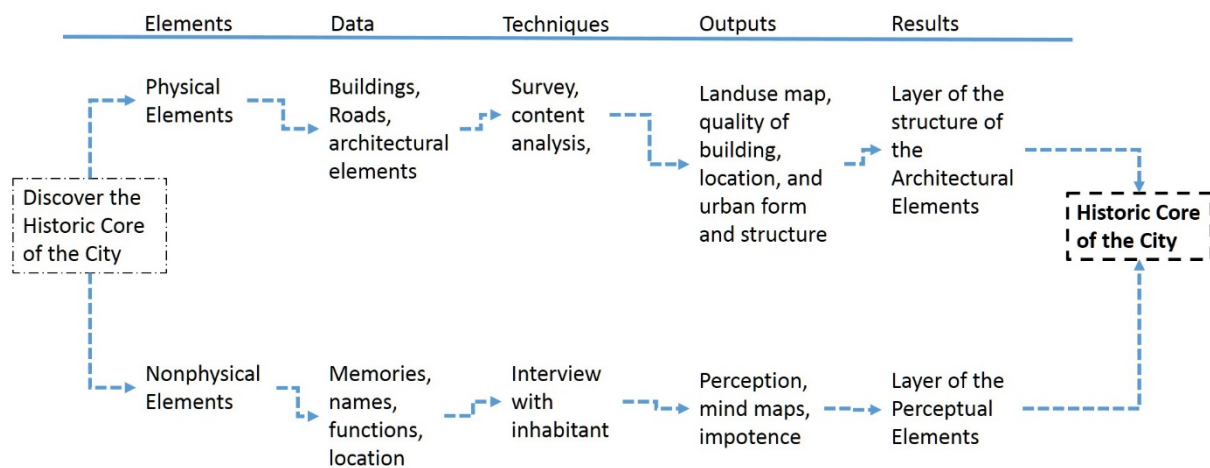 Elements
Data
Techniques
Outputs
Results
Discover the
Historic Core
of the City
Physical
Elements
Buildings,
Roads,
architectural
elements
Survey,
content
analysis,
Landuse map,
quality of
building,
location, and
urban form
and structure
Layer of the
structure of
the
Architectural
Elements
Nonphysical
Elements
Memories,
names,
functions,
location
Interview
with
inhabitant
Perception,
mind maps,
impotence
Layer of the
Perceptual
Elements
Historic Core
of the City